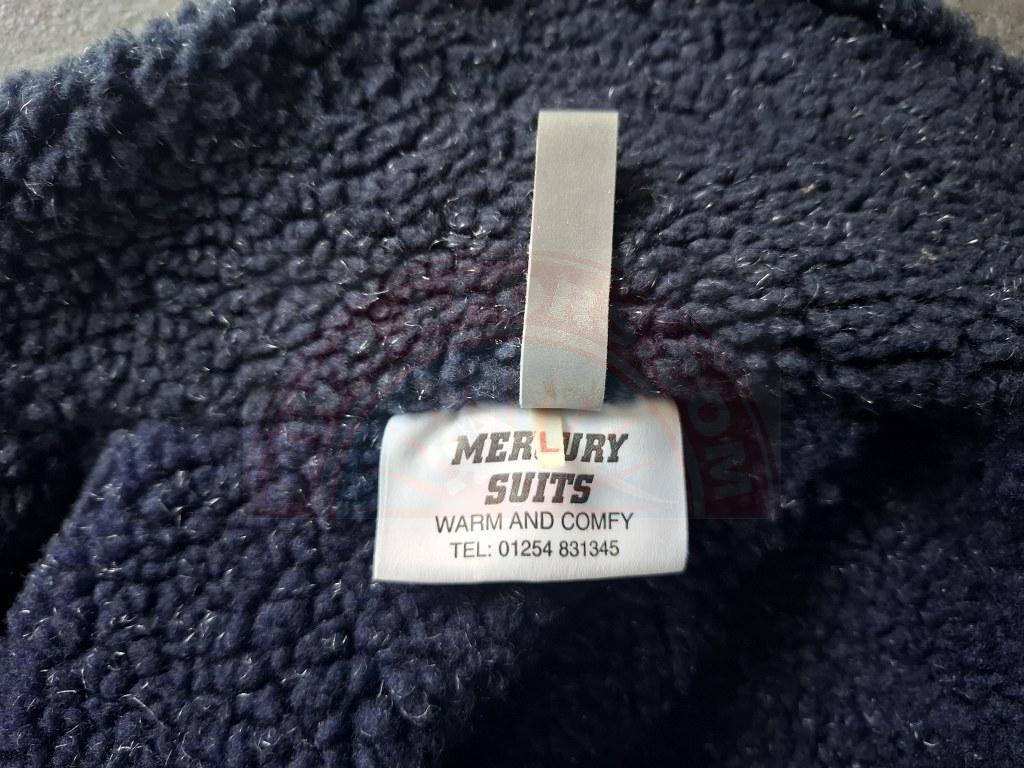 MERCURY
L
SUITS
WARM AND COMFY
TEL: 01254 831345